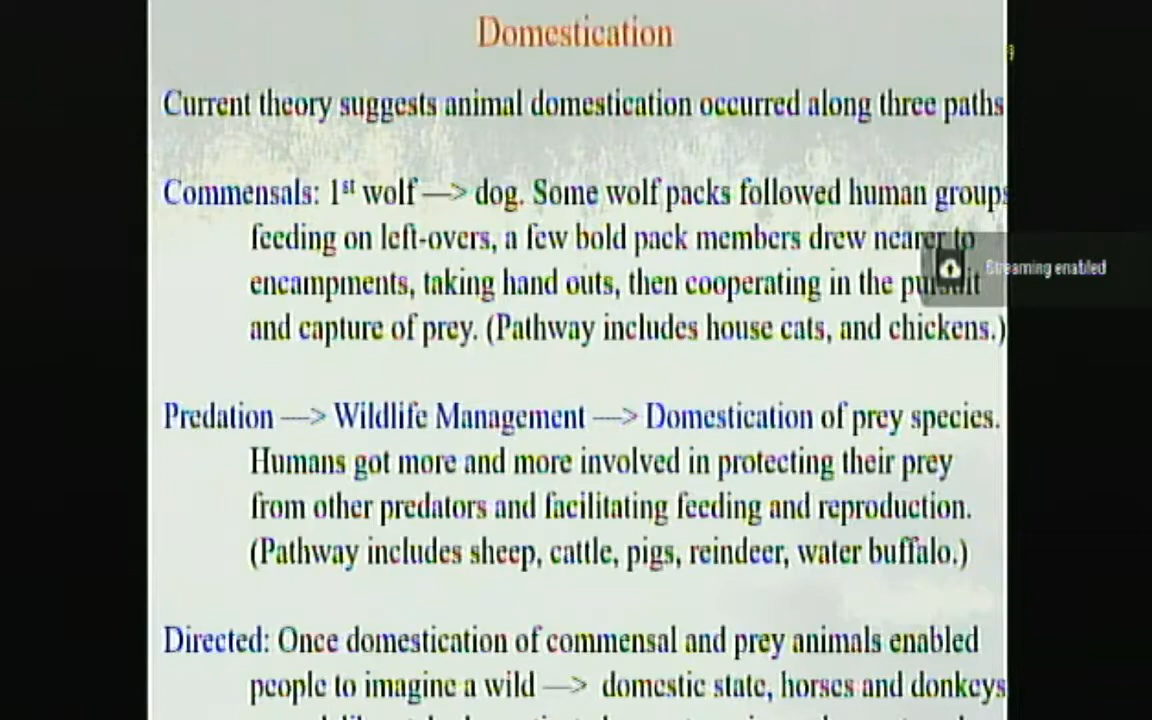 Domestication
Current theory suggests animal domestication occurred along three paths
Commensals: 1st wolf —> dog. Some wolf packs followed human groups
feeding on left-overs, a few bold pack members drew nearer to
Streaming enabled
encampments, taking hand outs, then cooperating in the pursuit
and capture of prey. (Pathway includes house cats, and chickens.)
Predation —> Wildlife Management —> Domestication of prey species.
Humans got more and more involved in protecting their prey
from other predators and facilitating feeding and reproduction.
(Pathway includes sheep, cattle, pigs, reindeer, water buffalo.)
Directed: Once domestication of commensal and prey animals enabled
people to imagine a wild —> domestic state, horses and donkeys